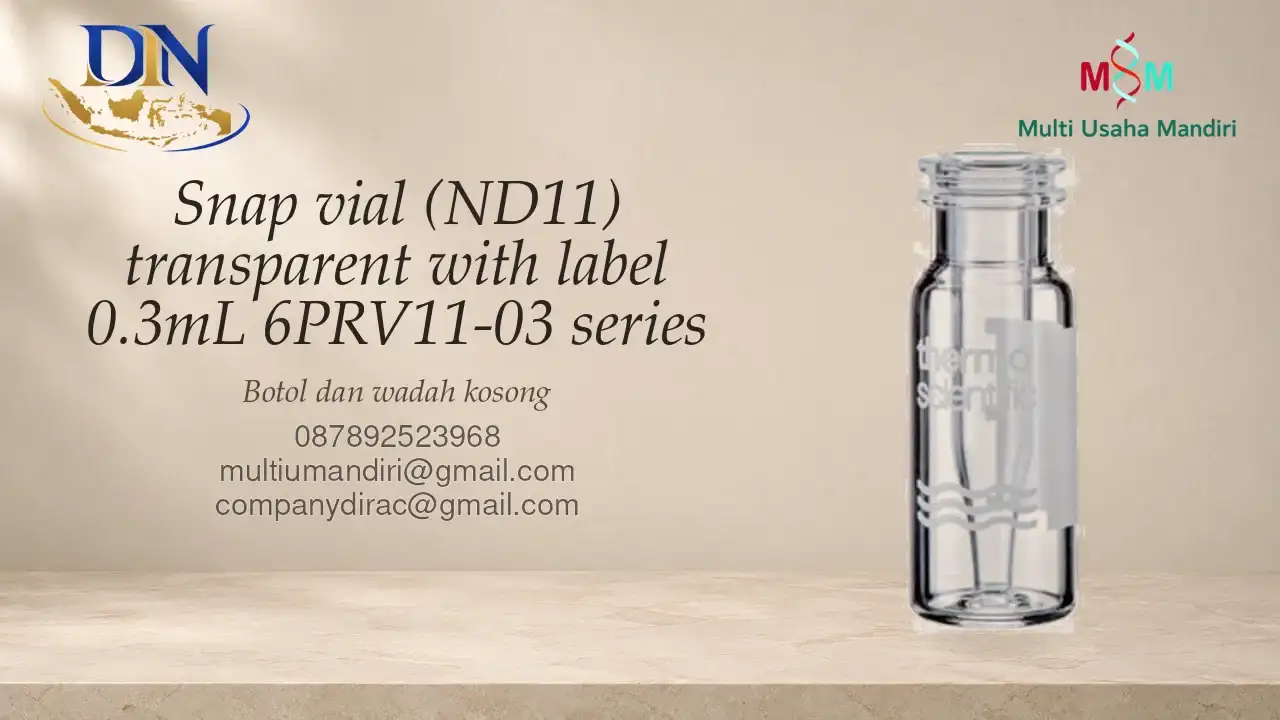 DN
MSM
Multi Usaha Mandiri
Snap vial (ND11)
transparent with label
0.3mL 6PRV11-03 series
Botol dan wadah kosong
087892523968
multiumandiri@gmail.com
companydirac@gmail.com
thermo
scientific